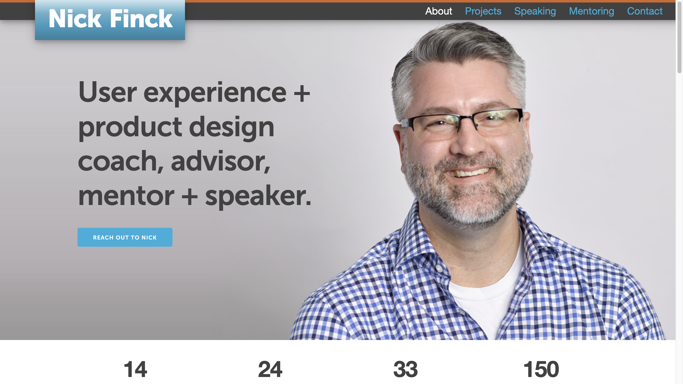 Nick Finck
About Projects Speaking Mentoring Contact
User experience +
product design
coach, advisor,
mentor + speaker.
REACH OUT TO NICK
14 24 33 150